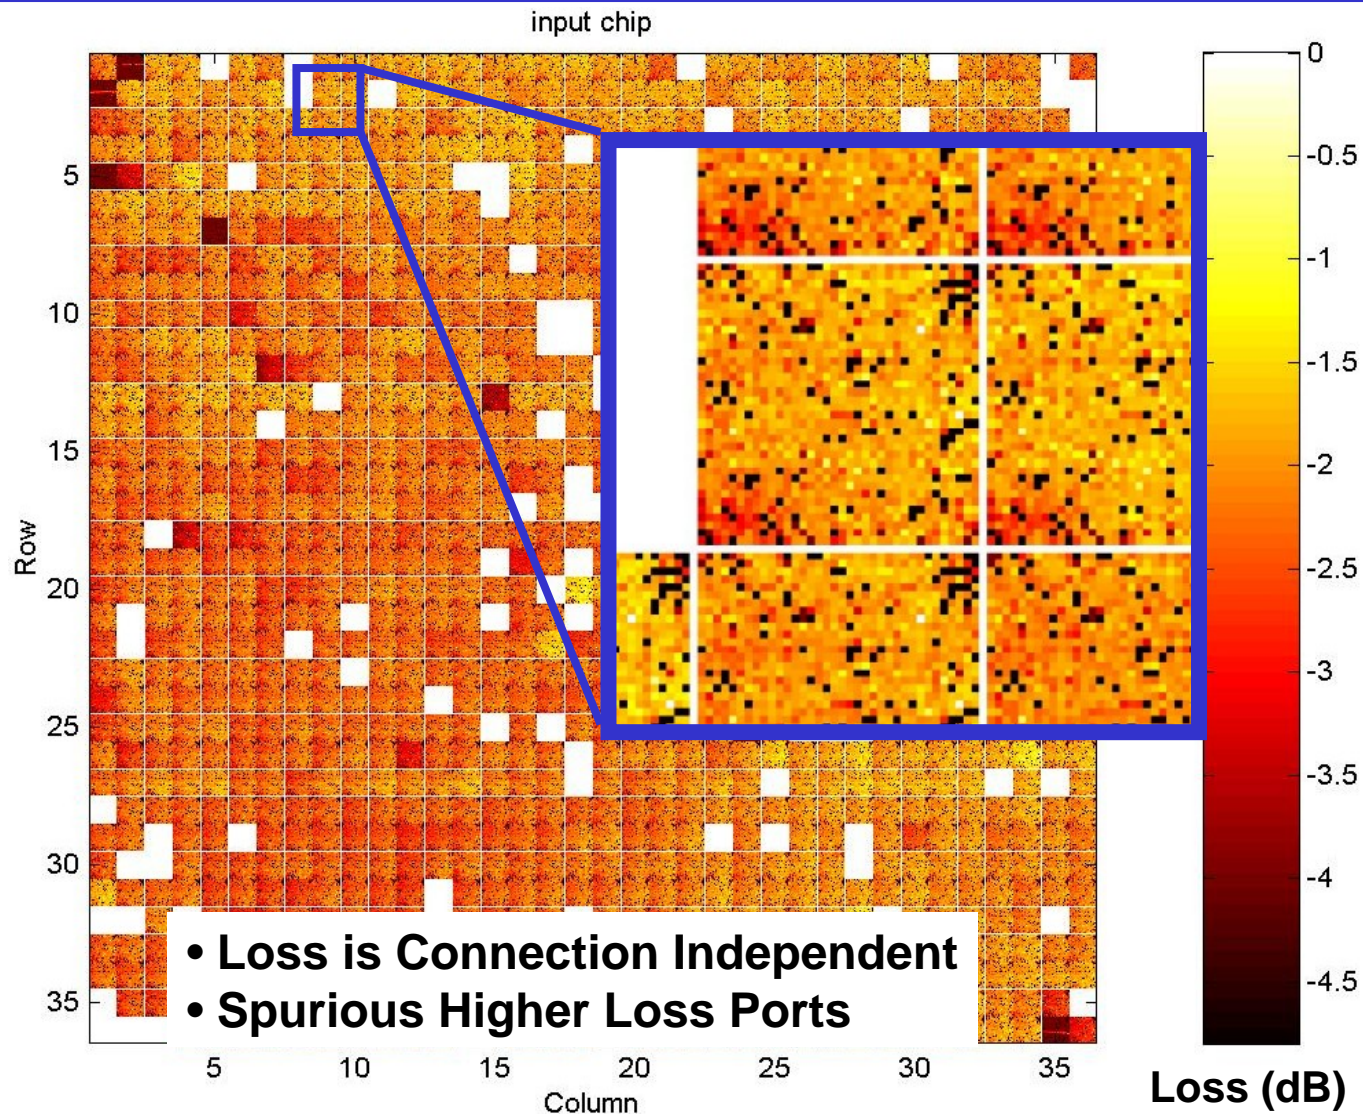 input chip
0
-0.5
-1
-1.5
-2
-2.5
-3
-3.5
-4
-4.5
Loss (dB)
Row
5
10
15
20
25
30
35
• Loss is Connection Independent
• Spurious Higher Loss Ports
5 10 15 20 25 30 35
Column